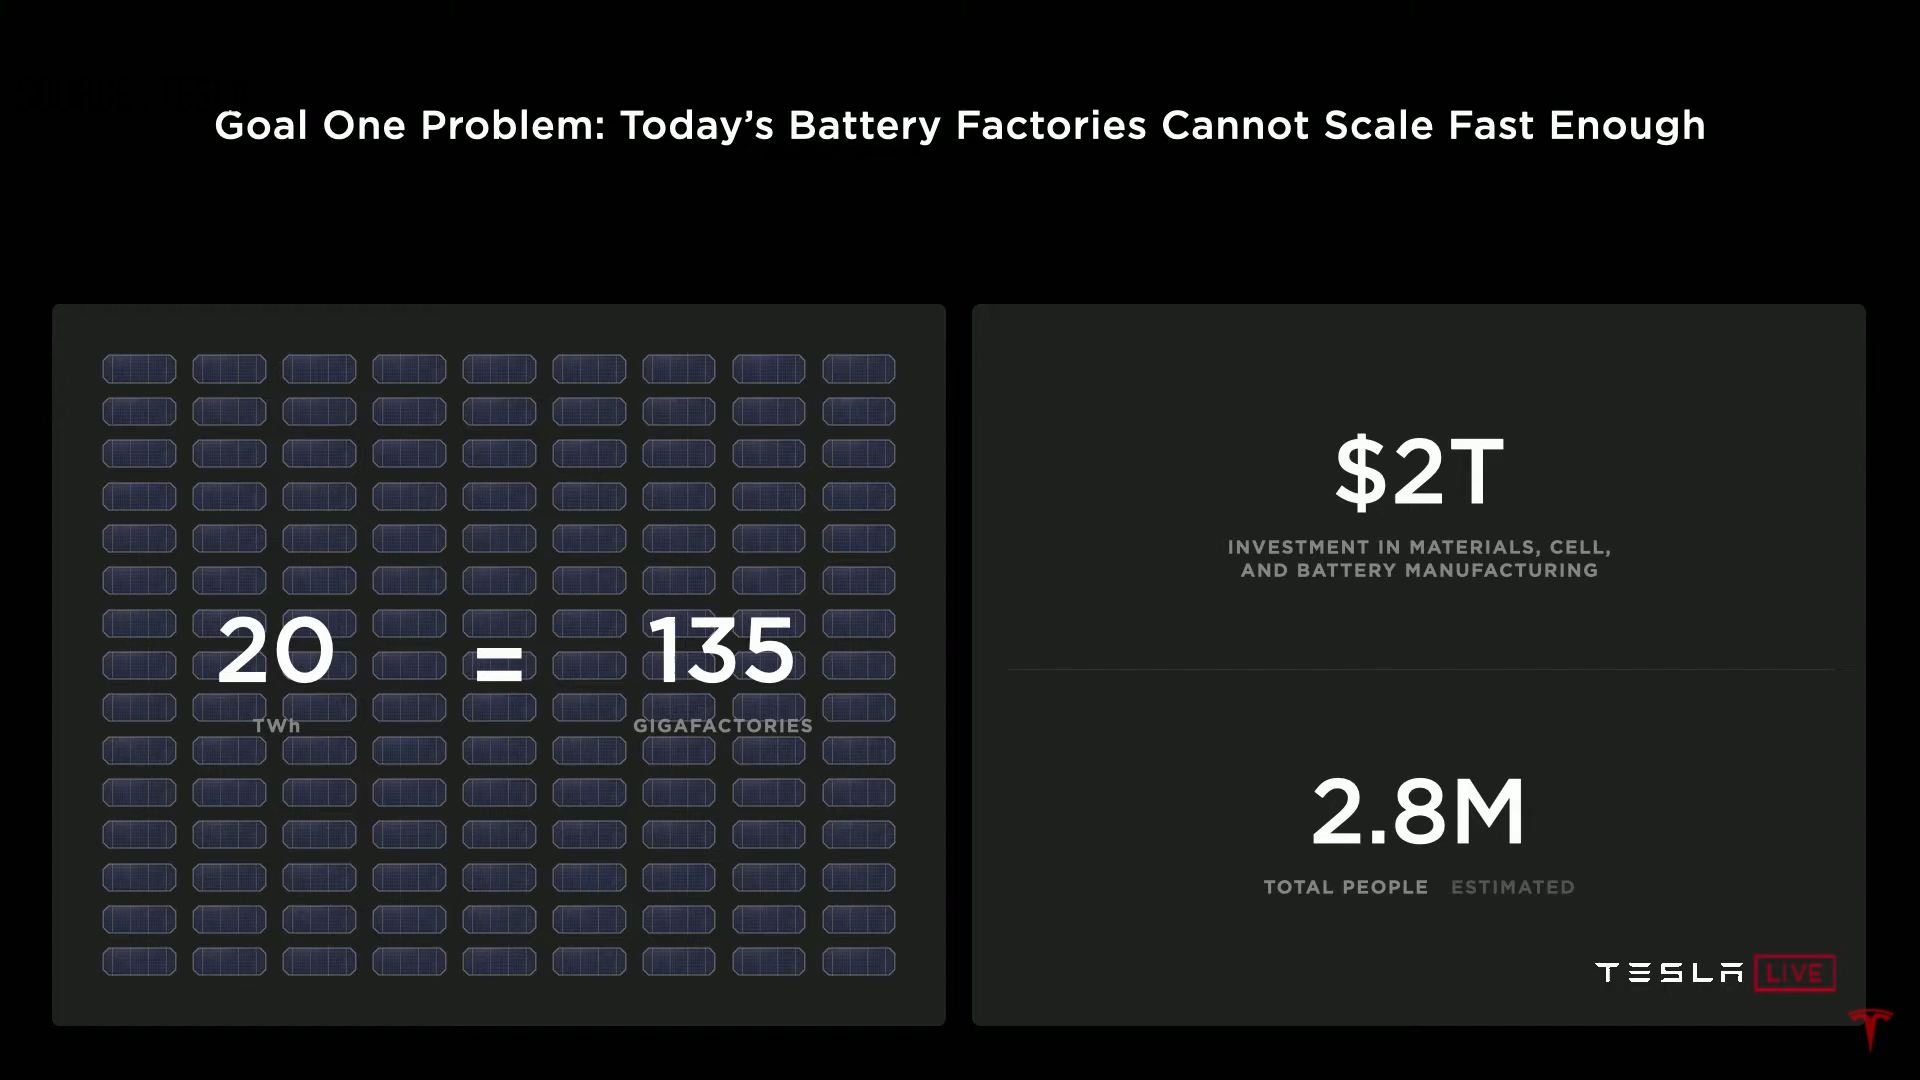 Goal One Problem: Today’s Battery Factories Cannot Scale Fast Enough
20 = 135
TWh GIGAFACTORIES
$2T
INVESTMENT IN MATERIALS, CELL,
AND BATTERY MANUFACTURING
2.8M
TOTAL PEOPLE ESTIMATED
TESLA LIVE